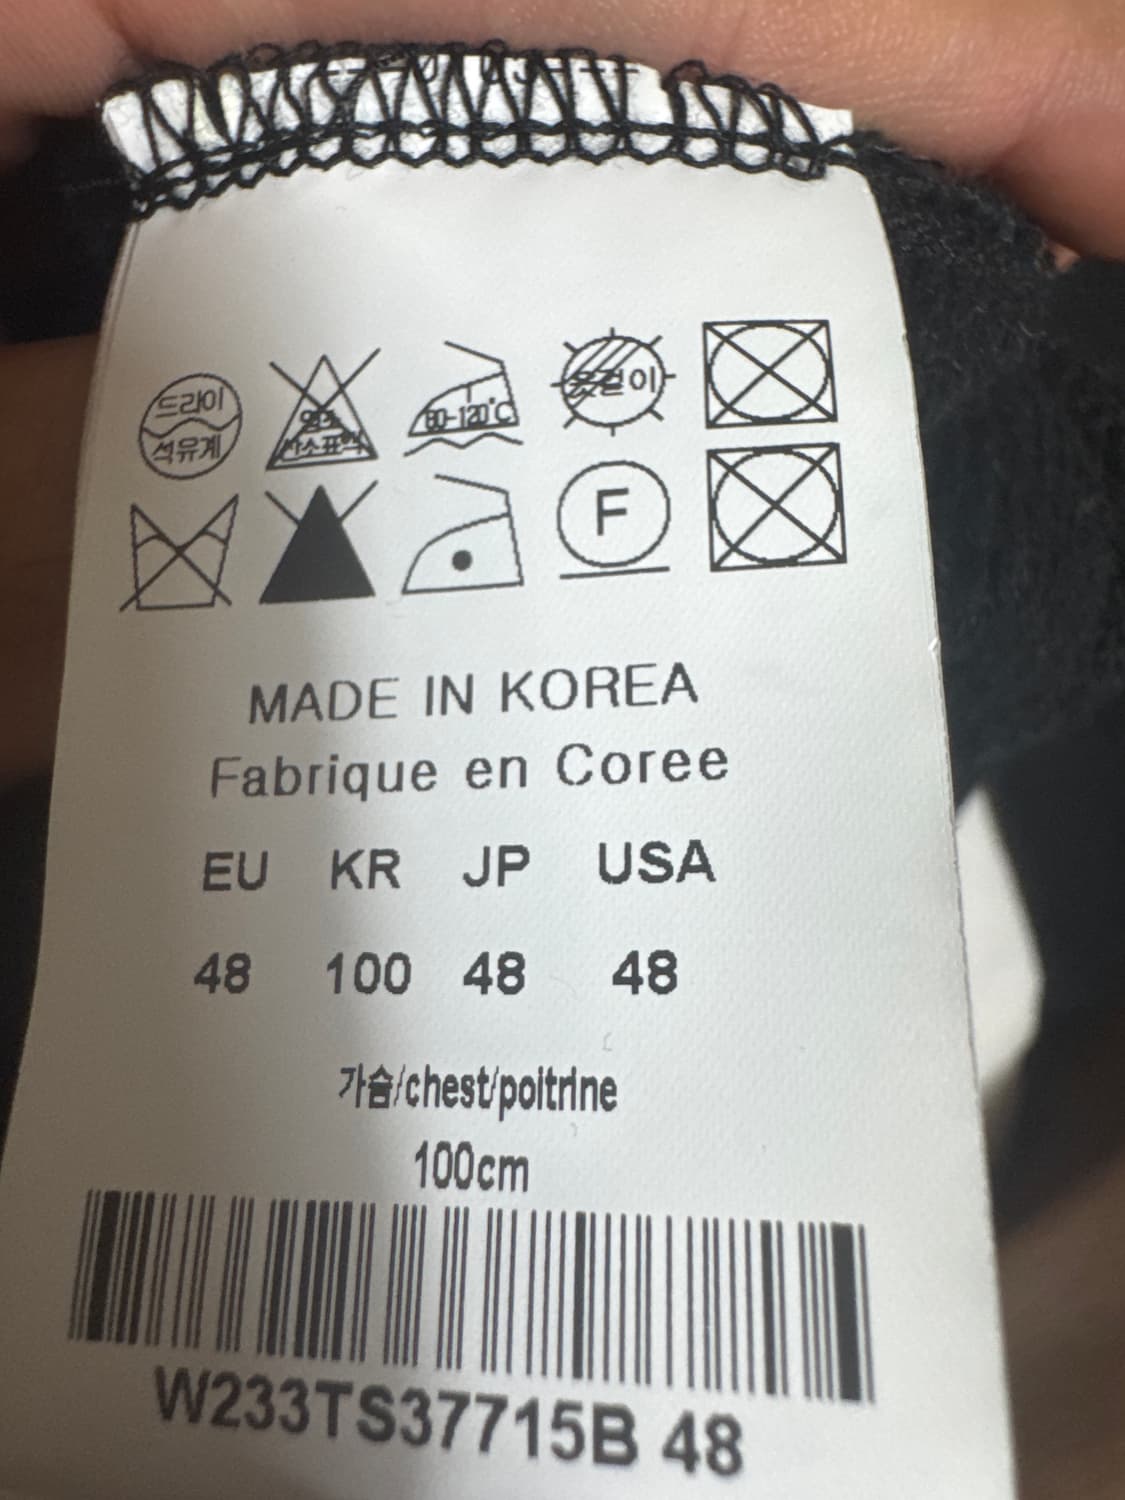 드라이
석유계
염소
산소표백
80-120℃
옷걸이
F
MADE IN KOREA
Fabrique en Coree
EU KR JP USA
48 100 48 48
가슴/chest/poitrine
100cm
W233TS37715B 48